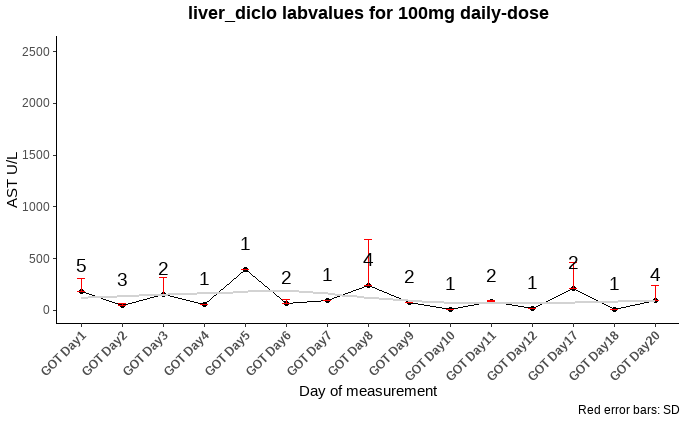 liver_diclo labvalues for 100mg daily-dose
AST U/L
2500
2000
1500
1000
500
0
5
3
2
1
1
2
1
4
2
1
2
1
2
1
4
GOT Day1
GOT Day2
GOT Day3
GOT Day4
GOT Day5
GOT Day6
GOT Day7
GOT Day8
GOT Day9
GOT Day10
GOT Day11
GOT Day12
GOT Day17
GOT Day18
GOT Day20
Day of measurement
Red error bars: SD